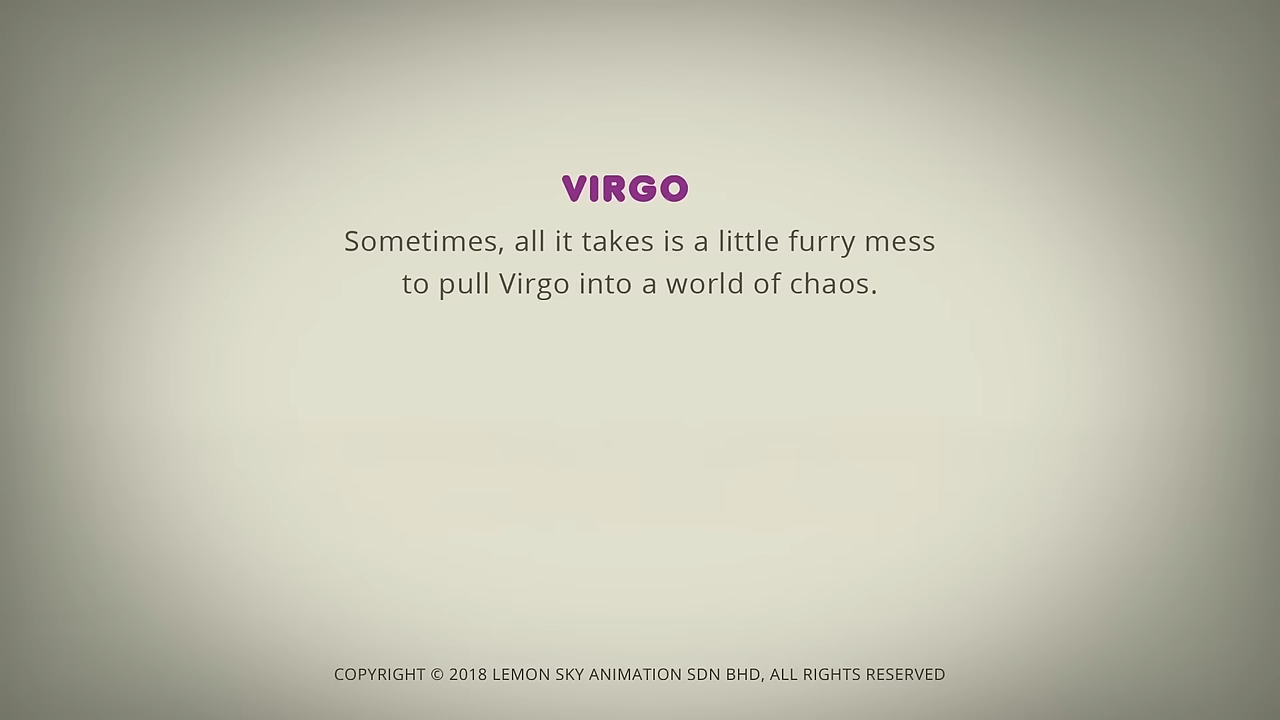 VIRGO
Sometimes, all it takes is a little furry mess
to pull Virgo into a world of chaos.
COPYRIGHT © 2018 LEMON SKY ANIMATION SDN BHD, ALL RIGHTS RESERVED